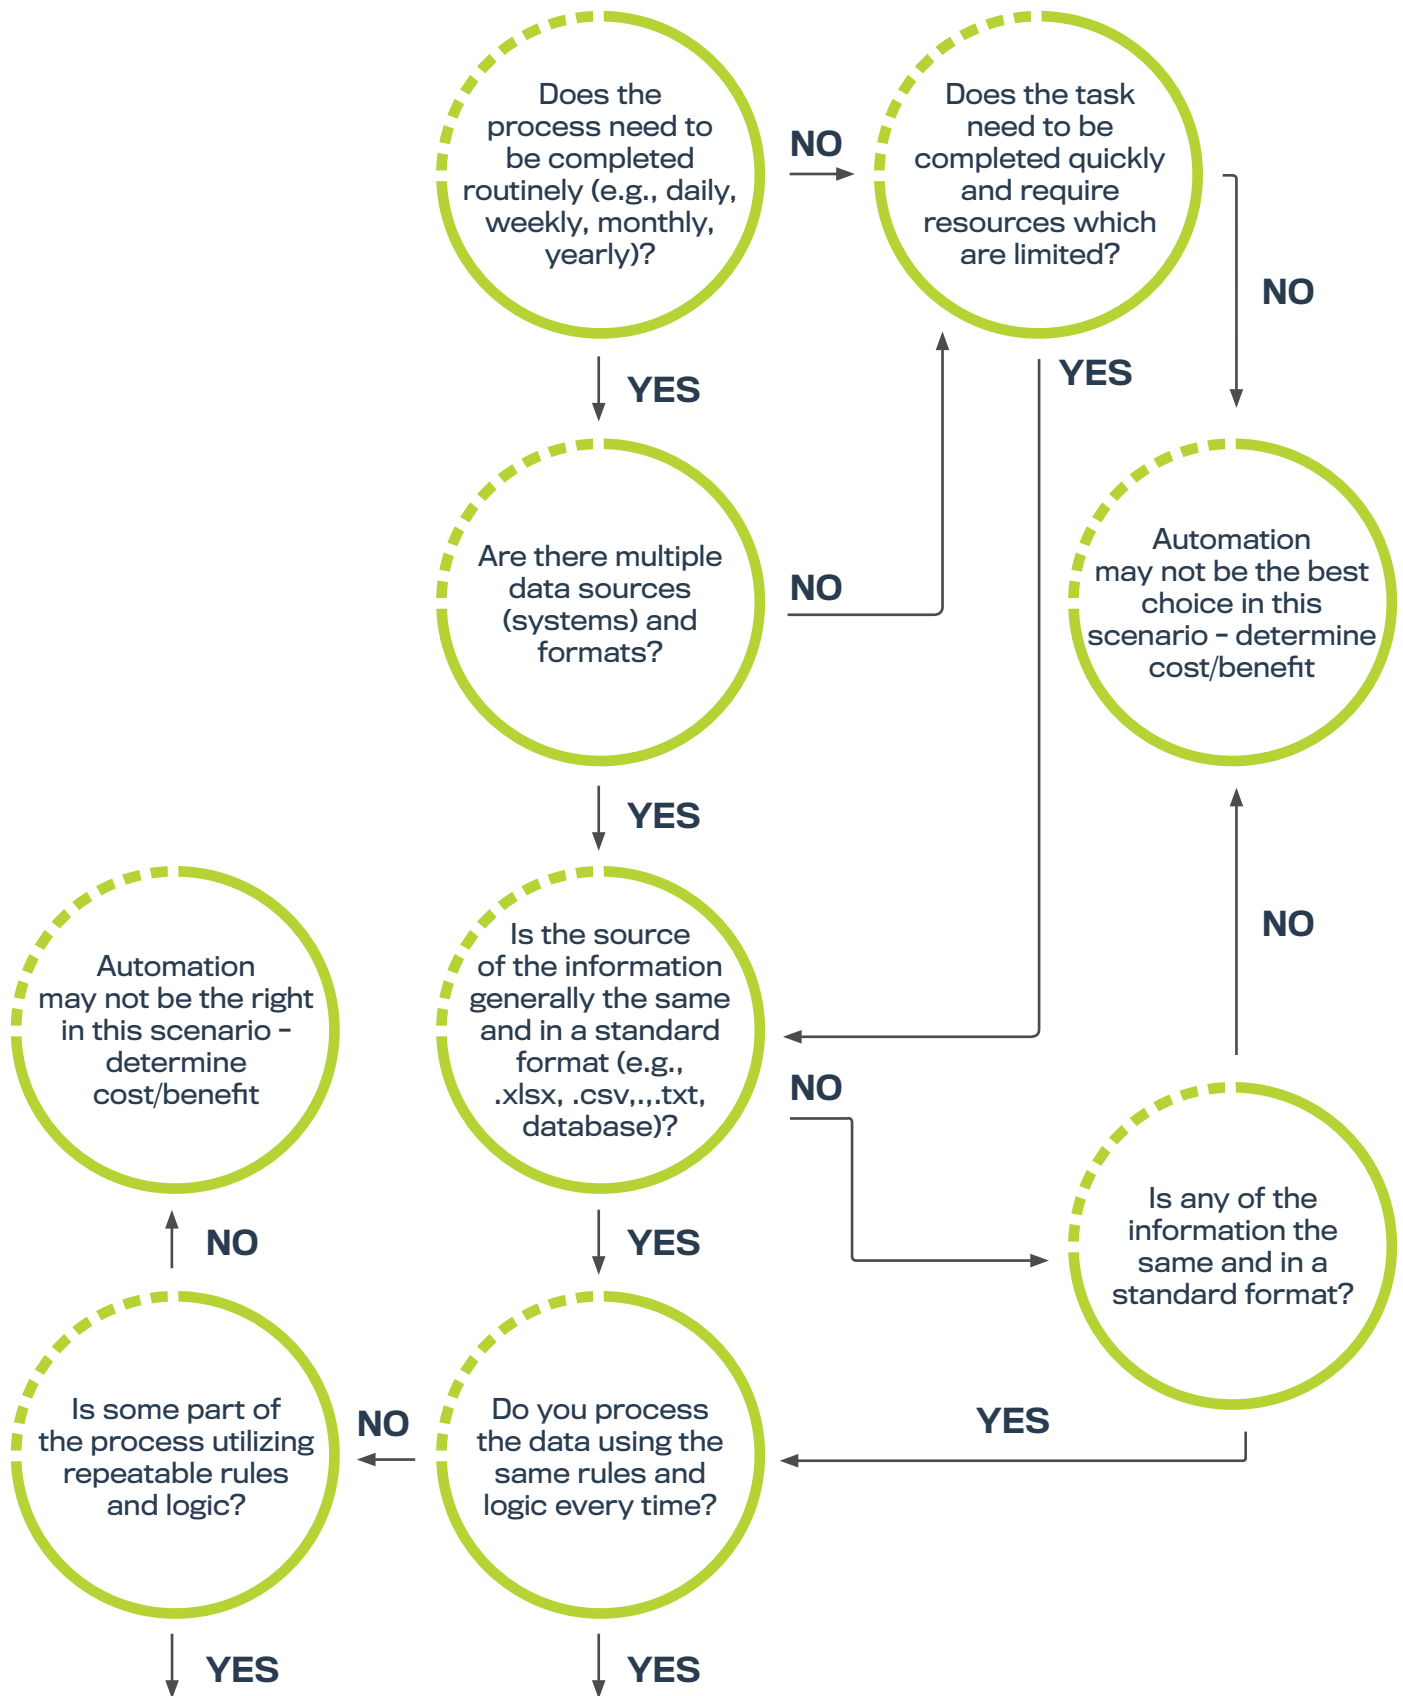 Does the
process need to
be completed
routinely (e.g., daily,
weekly, monthly,
yearly)?
NO
Does the task
need to be
completed quickly
and require
resources which
are limited?
NO
YES
YES
Are there multiple
data sources
(systems) and
formats?
NO
Automation
may not be the best
choice in this
scenario – determine
cost/benefit
YES
NO
Automation
may not be the right
in this scenario –
determine
cost/benefit
Is the source
of the information
generally the same
and in a standard
format (e.g.,
.xlsx, .csv,.,.txt,
database)?
NO
Is any of the
information the
same and in a
standard format?
NO
YES
Is some part of
the process utilizing
repeatable rules
and logic?
NO
Do you process
the data using the
same rules and
logic every time?
YES
YES
YES